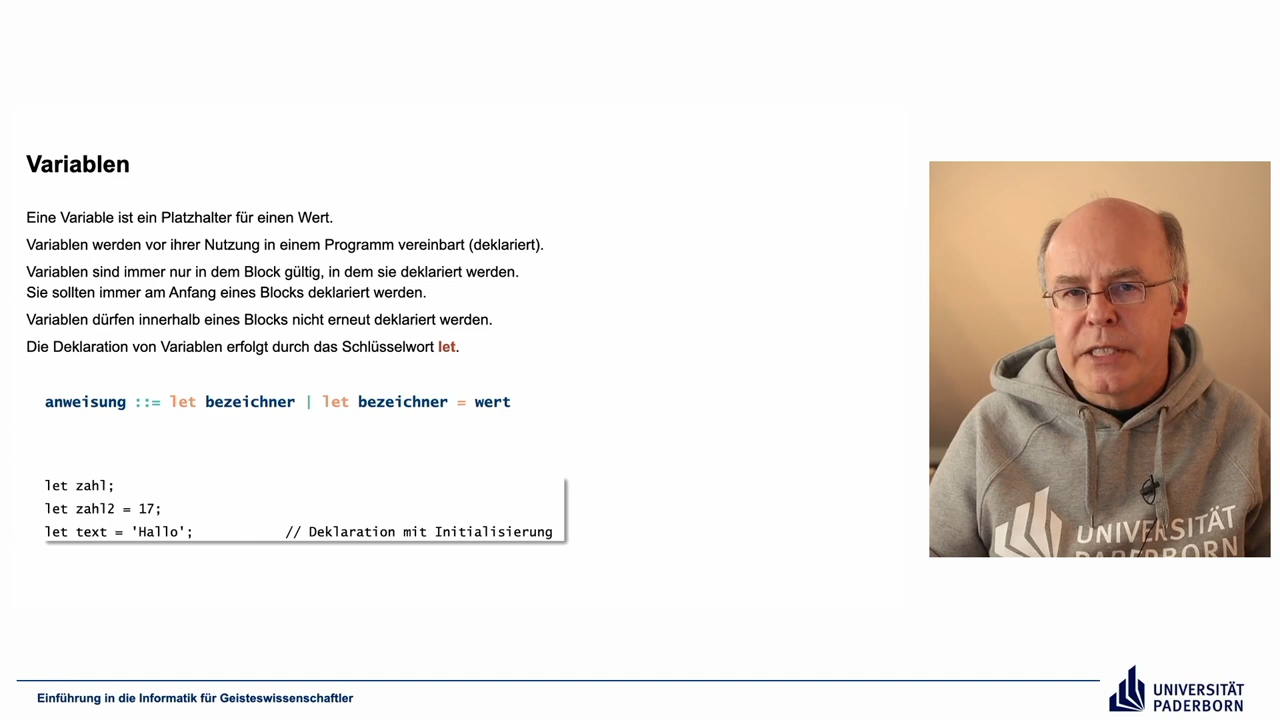 Variablen
Eine Variable ist ein Platzhalter für einen Wert.
Variablen werden vor ihrer Nutzung in einem Programm vereinbart (deklariert).
Variablen sind immer nur in dem Block gültig, in dem sie deklariert werden.
Sie sollten immer am Anfang eines Blocks deklariert werden.
Variablen dürfen innerhalb eines Blocks nicht erneut deklariert werden.
Die Deklaration von Variablen erfolgt durch das Schlüsselwort let.
anweisung ::= let bezeichner | let bezeichner = wert
let zahl;
let zahl2 = 17;
let text = 'Hallo'; // Deklaration mit Initialisierung
UNIVERSITÄT
PADERBORN
Einführung in die Informatik für Geisteswissenschaftler
UNIVERSITÄT
PADERBORN